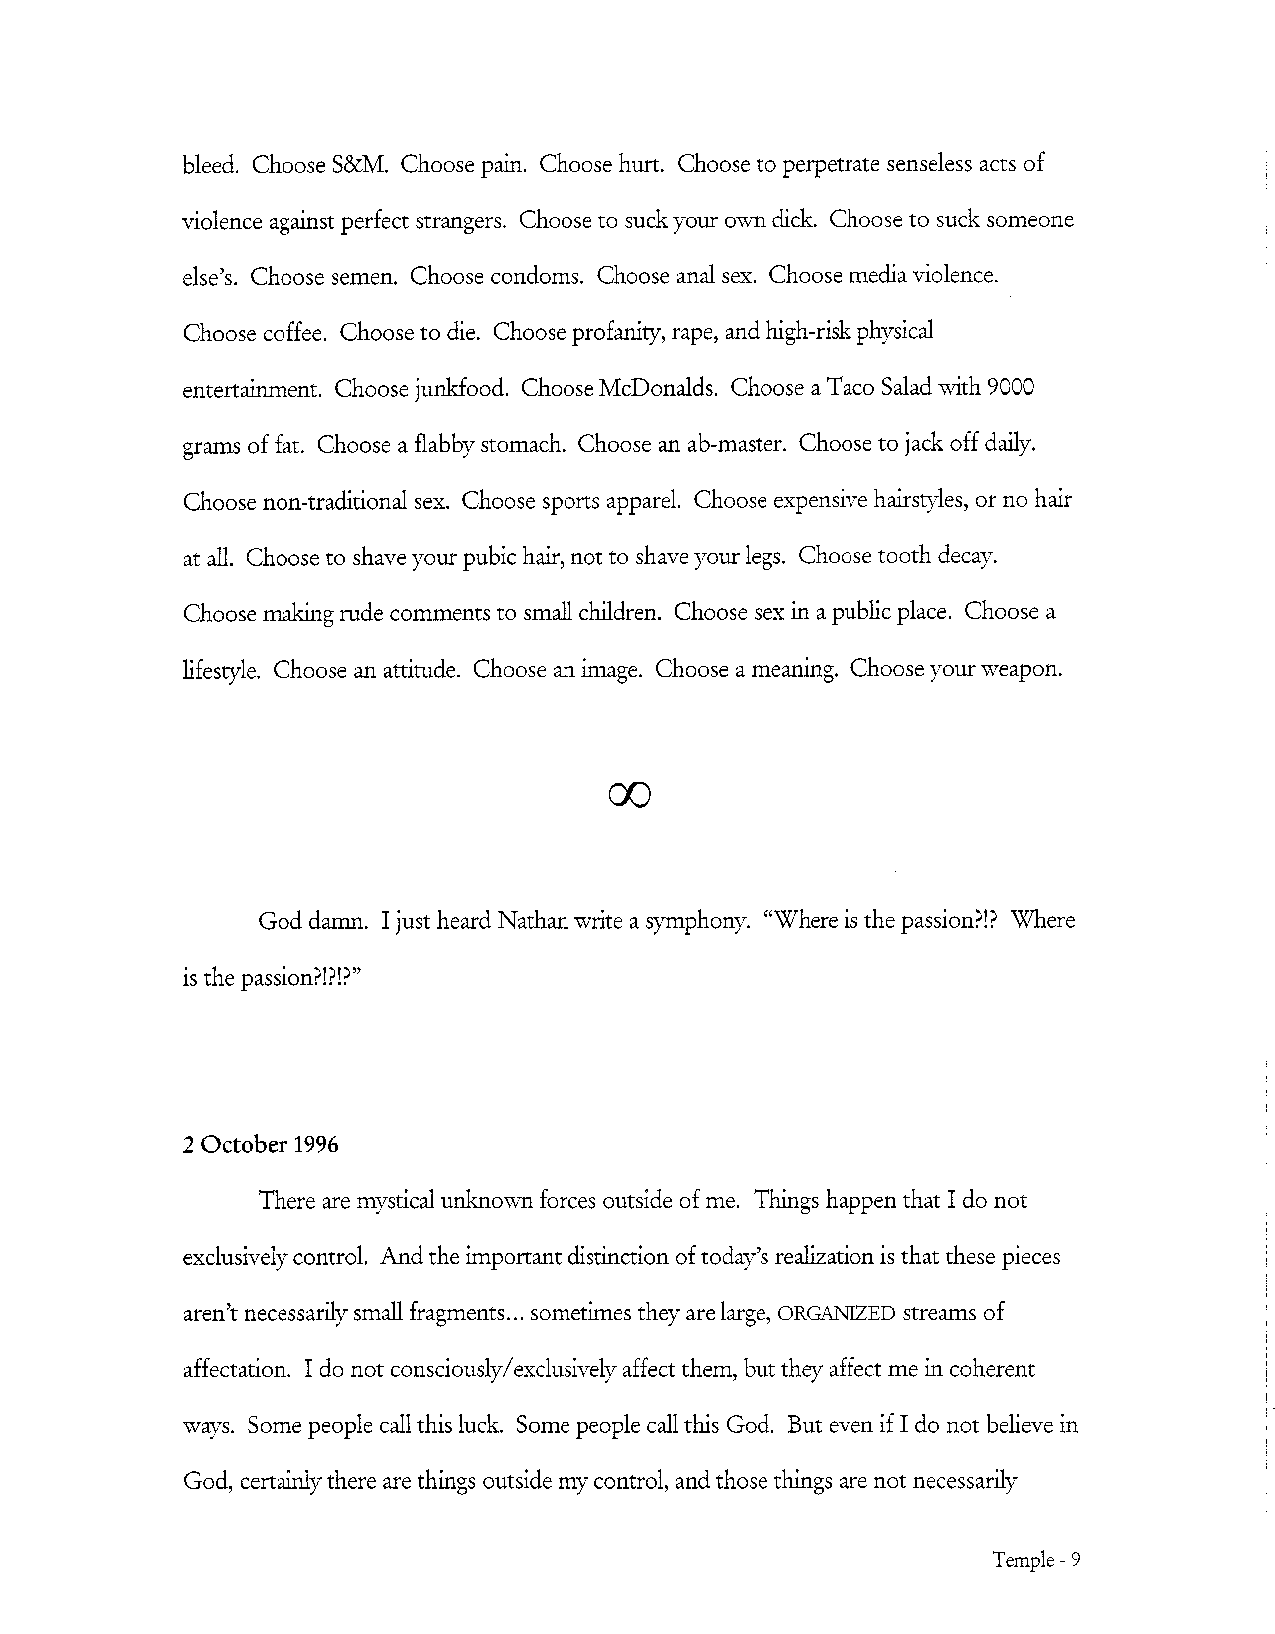 bleed. Choose S&M. Choose pain. Choose hurt. Choose to perpetrate senseless acts of
violence against perfect strangers. Choose to suck your own dick. Choose to suck someone
else's. Choose semen. Choose condoms. Choose anal sex. Choose media violence.
Choose coffee. Choose to die. Choose profanity, rape, and high-risk physical
entertainment. Choose junkfood. Choose McDonalds. Choose a Taco Salad with 9000
grams of fat. Choose a flabby stomach. Choose an ab-master. Choose to jack off daily.
Choose non-traditional sex. Choose sports apparel. Choose expensive hairstyles, or no hair
at all. Choose to shave your pubic hair, not to shave your legs. Choose tooth decay.
Choose making rude comments to small children. Choose sex in a public place. Choose a
lifestyle. Choose an attitude. Choose an image. Choose a meaning. Choose your weapon.
∞
God damn. I just heard Nathan write a symphony. “Where is the passion?!? Where
is the passion?!?!?”
2 October 1996
There are mystical unknown forces outside of me. Things happen that I do not
exclusively control. And the important distinction of today's realization is that these pieces
aren't necessarily small fragments... sometimes they are large, ORGANIZED streams of
affectation. I do not consciously/exclusively affect them, but they affect me in coherent
ways. Some people call this luck. Some people call this God. But even if I do not believe in
God, certainly there are things outside my control, and those things are not necessarily
Temple - 9